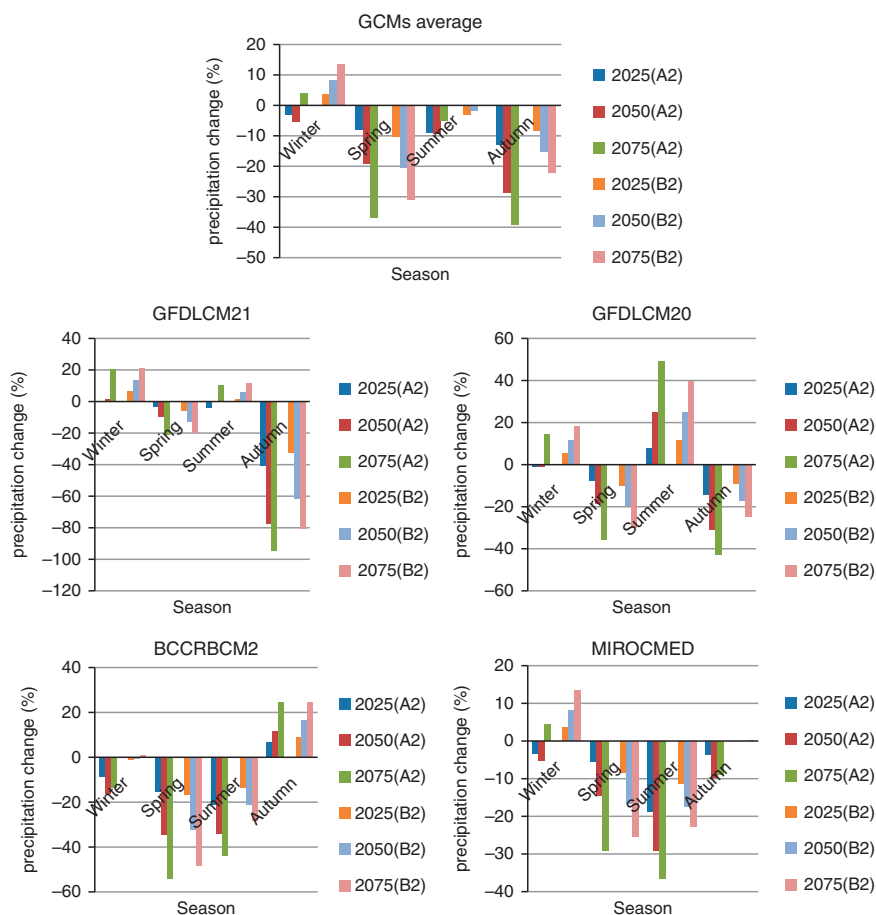 GCMs average
precipitation change (%)
20
10
0
−10
−20
−30
−40
−50
Winter
Spring
Summer
Autumn
Season
2025(A2)
2050(A2)
2075(A2)
2025(B2)
2050(B2)
2075(B2)
GFDLCM21
precipitation change (%)
40
20
0
−20
−40
−60
−80
−100
−120
Winter
Spring
Summer
Autumn
Season
2025(A2)
2050(A2)
2075(A2)
2025(B2)
2050(B2)
2075(B2)
GFDLCM20
precipitation change (%)
60
40
20
0
−20
−40
−60
Winter
Spring
Summer
Autumn
Season
2025(A2)
2050(A2)
2075(A2)
2025(B2)
2050(B2)
2075(B2)
BCCRBCM2
precipitation change (%)
40
20
0
−20
−40
−60
Winter
Spring
Summer
Autumn
Season
2025(A2)
2050(A2)
2075(A2)
2025(B2)
2050(B2)
2075(B2)
MIROCMED
precipitation change (%)
20
10
0
−10
−20
−30
−40
Winter
Spring
Summer
Autumn
Season
2025(A2)
2050(A2)
2075(A2)
2025(B2)
2050(B2)
2075(B2)